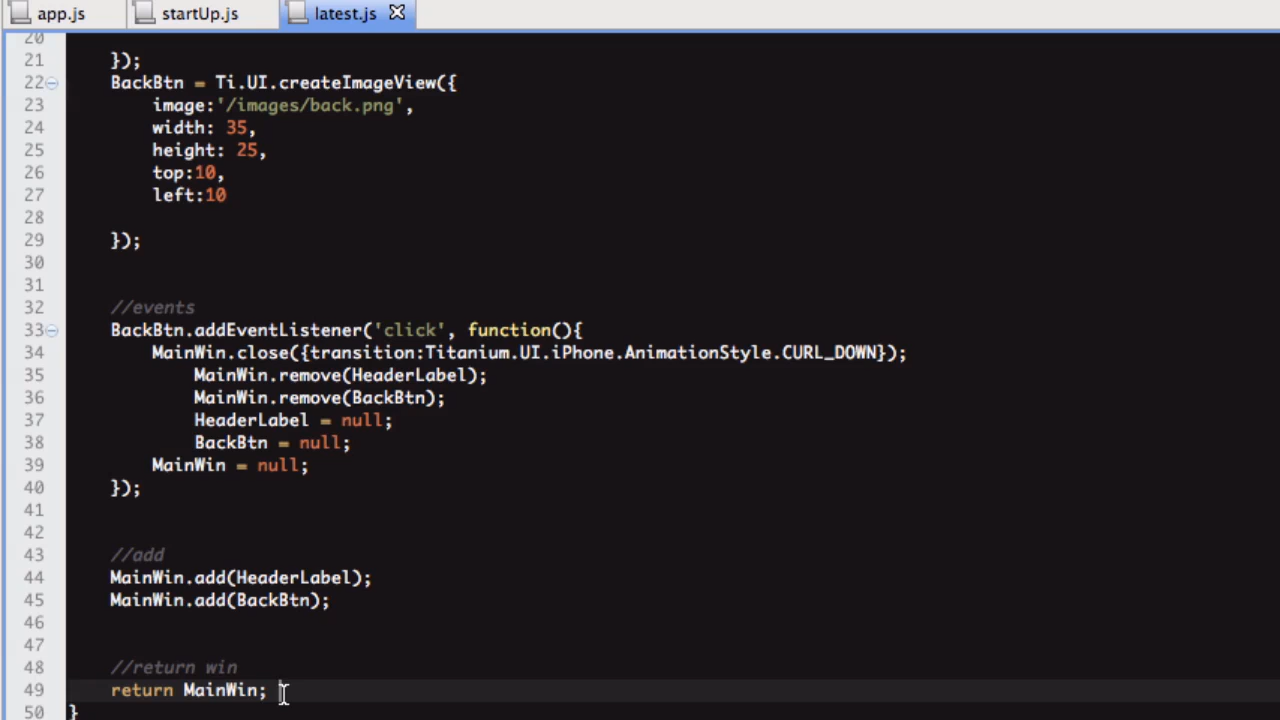 app.js startUp.js latest.js
20
21 });
22 BackBtn = Ti.UI.createImageView({
23 image:'/images/back.png',
24 width: 35,
25 height: 25,
26 top:10,
27 left:10
28
29 });
30
31
32 //events
33 BackBtn.addEventListener('click', function(){
34 MainWin.close({transition:Titanium.UI.iPhone.AnimationStyle.CURL_DOWN});
35 MainWin.remove(HeaderLabel);
36 MainWin.remove(BackBtn);
37 HeaderLabel = null;
38 BackBtn = null;
39 MainWin = null;
40 });
41
42
43 //add
44 MainWin.add(HeaderLabel);
45 MainWin.add(BackBtn);
46
47
48 //return win
49 return MainWin;
50 }